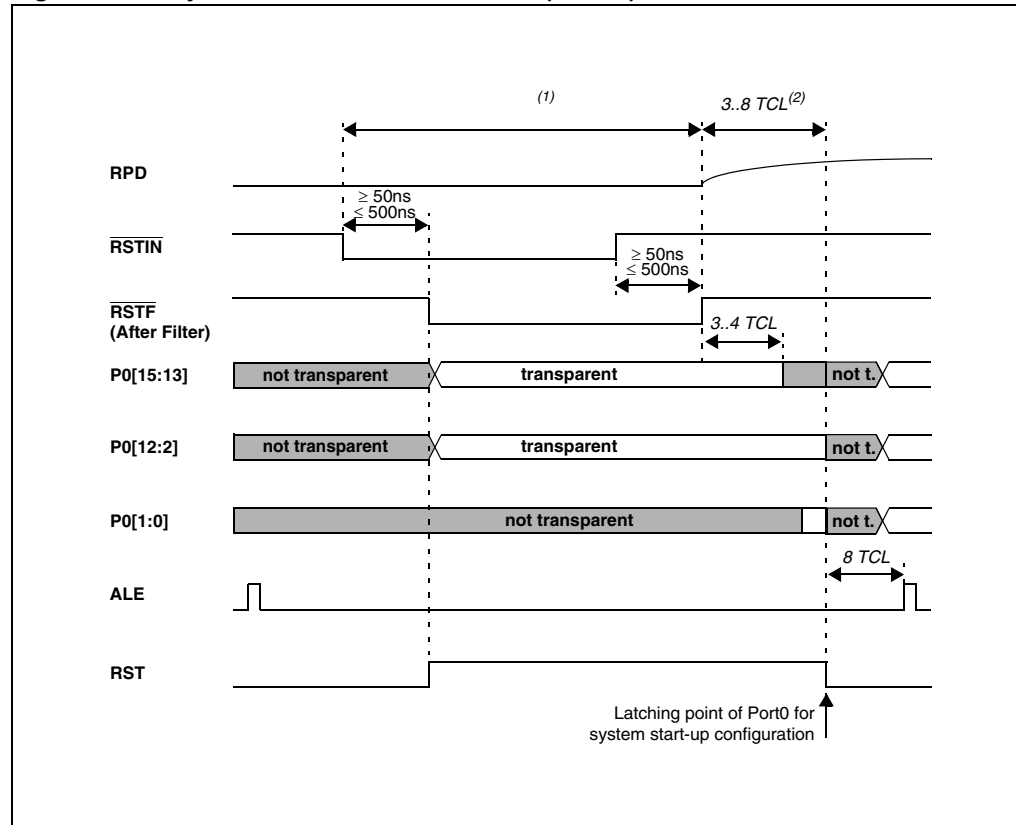 (1)
3..8 TCL(2)
RPD
≥ 50ns
≤ 500ns
RSTIN
≥ 50ns
≤ 500ns
RSTF
(After Filter)
3..4 TCL
P0[15:13]
not transparent
transparent
not t.
P0[12:2]
not transparent
transparent
not t.
P0[1:0]
not transparent
not t.
8 TCL
ALE
RST
Latching point of Port0 for
system start-up configuration